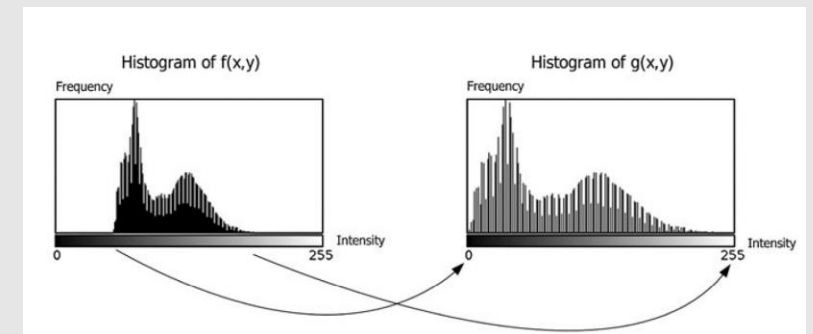 Histogram of f(x,y)
Frequency
Intensity
0
255
Histogram of g(x,y)
Frequency
Intensity
0
255